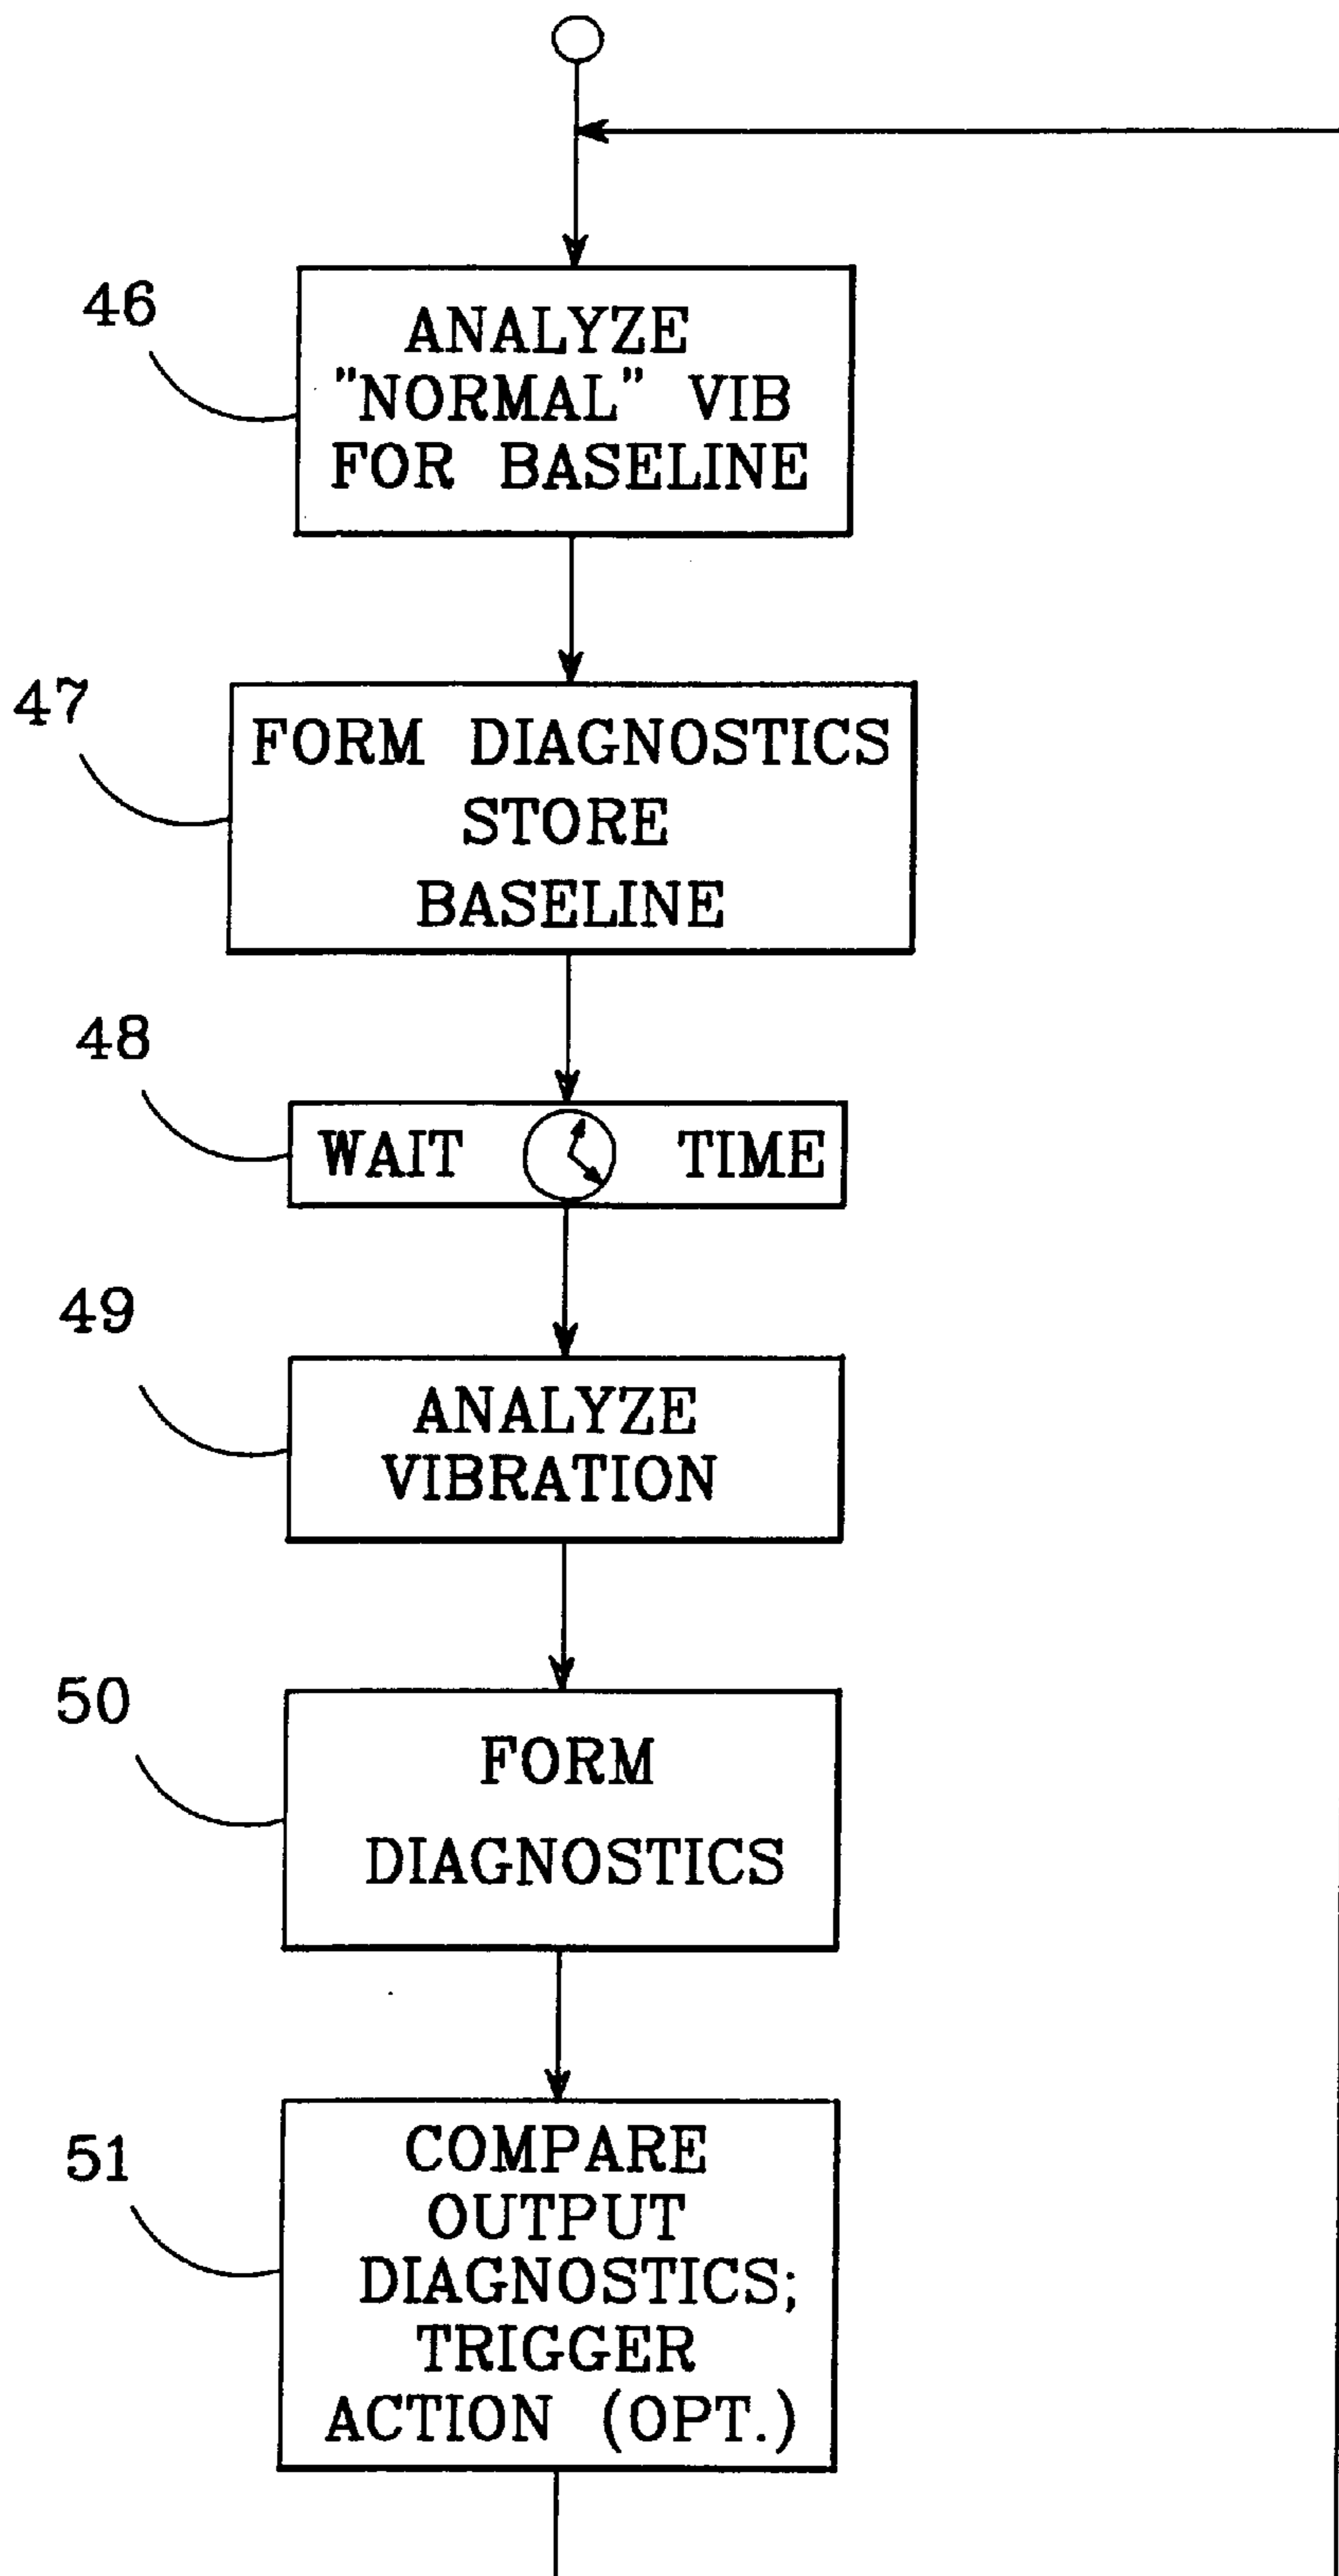 46
ANALYZE
"NORMAL" VIB
FOR BASELINE
47
FORM DIAGNOSTICS
STORE
BASELINE
48
WAIT TIME
49
ANALYZE
VIBRATION
50
FORM
DIAGNOSTICS
51
COMPARE
OUTPUT
DIAGNOSTICS;
TRIGGER
ACTION (OPT.)